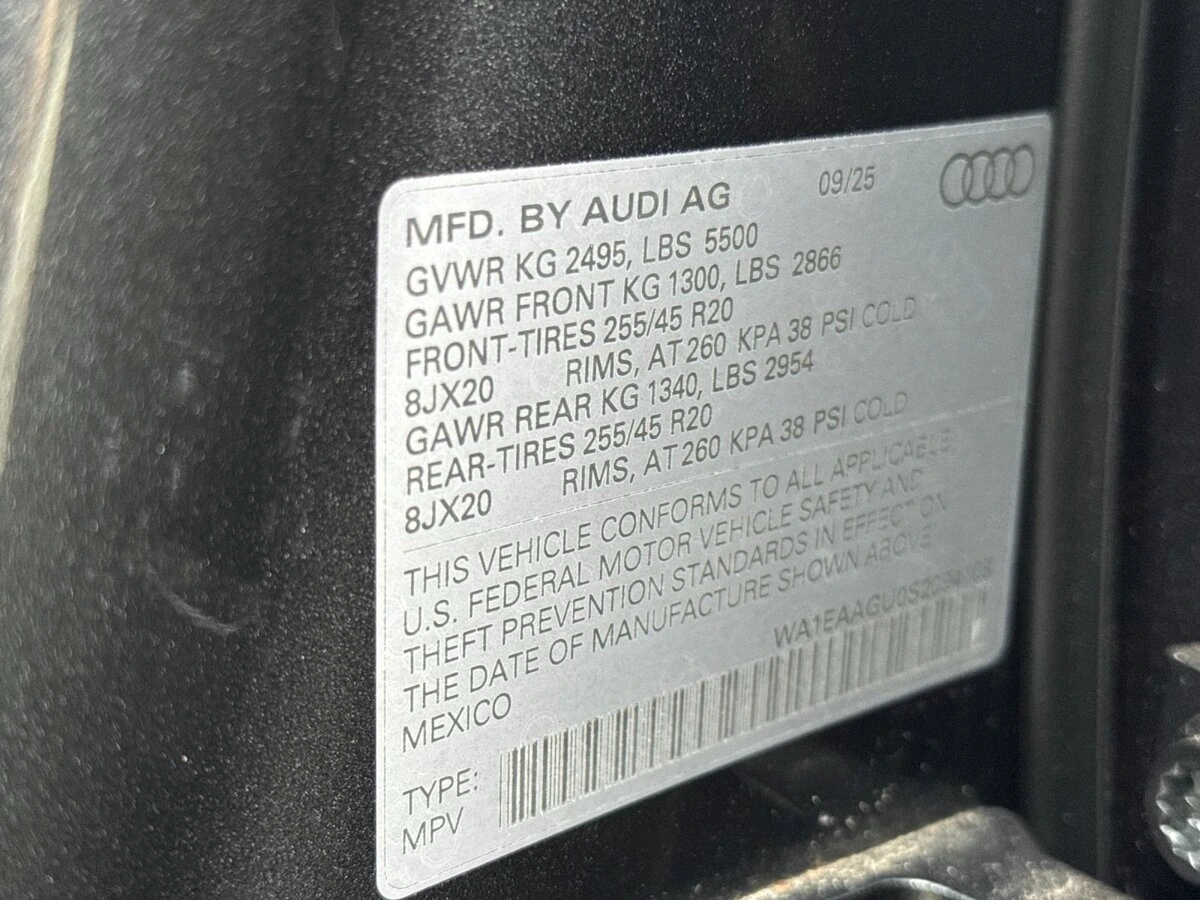 MFD. BY AUDI AG 09/25
GVWR KG 2495, LBS 5500
GAWR FRONT KG 1300, LBS 2866
FRONT-TIRES 255/45 R20
8JX20 RIMS, AT 260 KPA 38 PSI COLD
GAWR REAR KG 1340, LBS 2954
REAR-TIRES 255/45 R20
8JX20 RIMS, AT 260 KPA 38 PSI COLD
THIS VEHICLE CONFORMS TO ALL APPLICABLE
U.S. FEDERAL MOTOR VEHICLE SAFETY AND
THEFT PREVENTION STANDARDS IN EFFECT ON
THE DATE OF MANUFACTURE SHOWN ABOVE
MEXICO
TYPE:
MPV